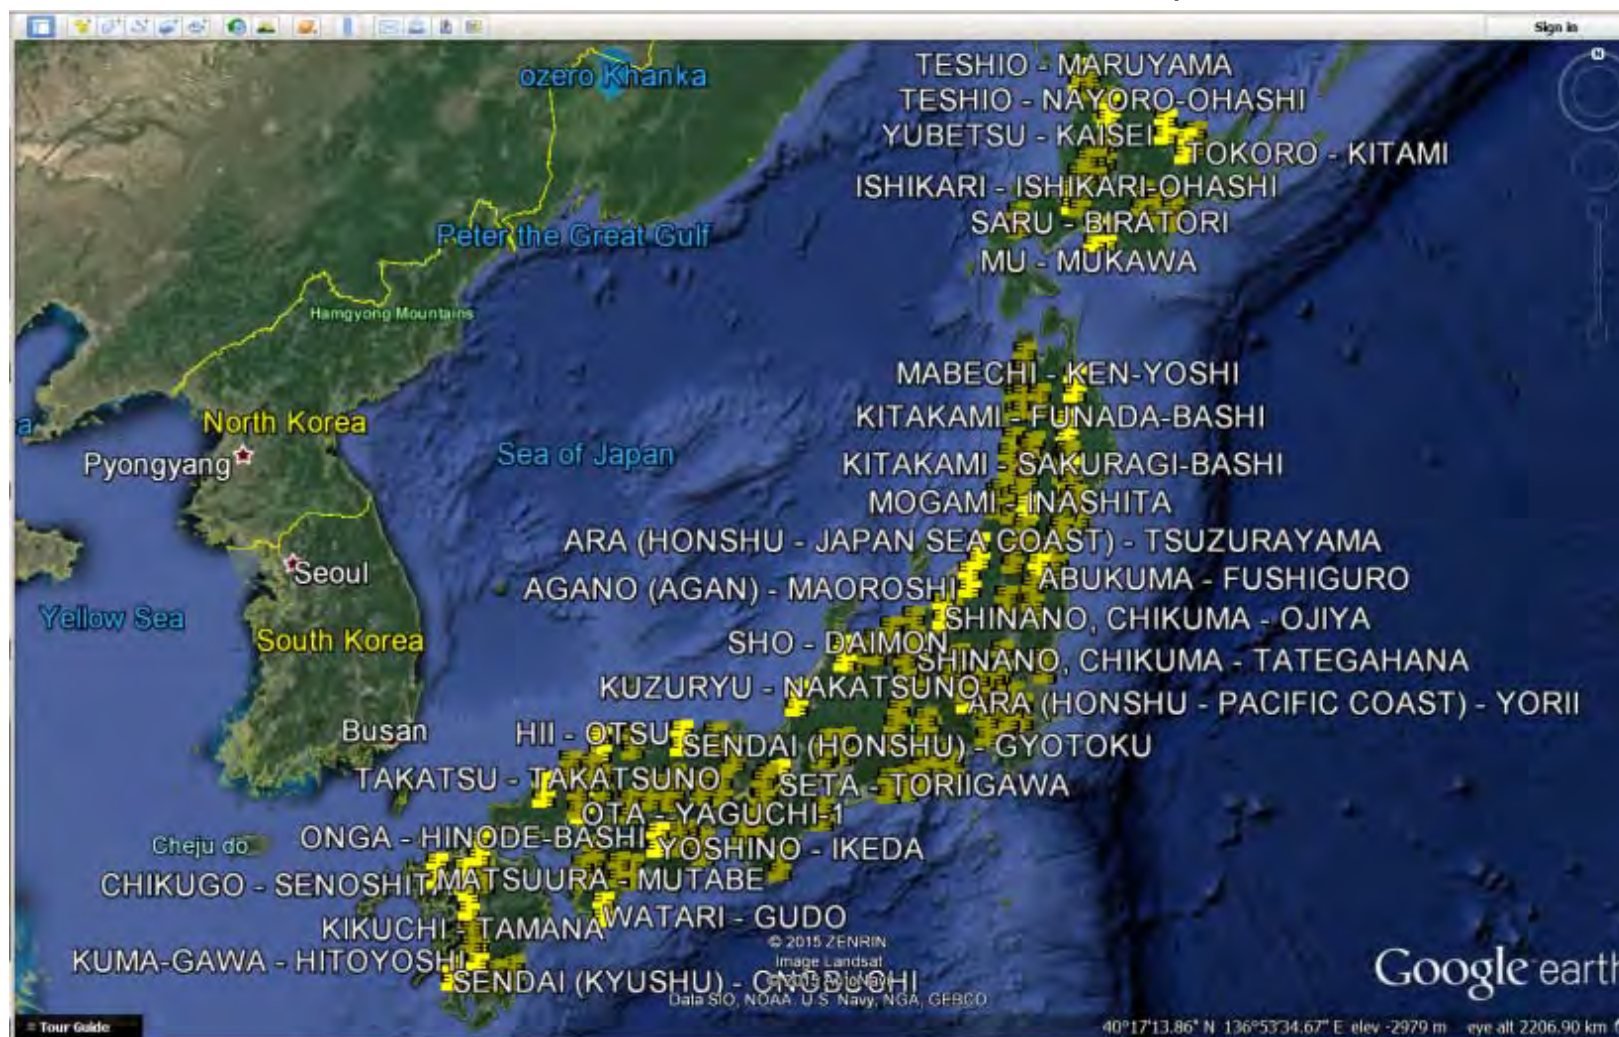 Sign in
N
ozero Khanka
TESHIO - MARUYAMA
TESHIO - NAYORO-OHASHI
YUBETSU - KAISEI
TOKORO - KITAMI
ISHIKARI - ISHIKARI-OHASHI
SARU - BIRATORI
Peter the Great Gulf
MU - MUKAWA
Hamgyong Mountains
MABECHI - KEN-YOSHI
North Korea
KITAKAMI - FUNADA-BASHI
Pyongyang
Sea of Japan
KITAKAMI - SAKURAGI-BASHI
MOGAMI - INASHITA
ARA (HONSHU - JAPAN SEA COAST) - TSUZURAYAMA
Seoul
AGANO (AGAN) - MAOROSHI
ABUKUMA - FUSHIGURO
Yellow Sea
SHINANO, CHIKUMA - OJIYA
South Korea
SHO - DAIMON
SHINANO, CHIKUMA - TATEGAHANA
KUZURYU - NAKATSUNO
ARA (HONSHU - PACIFIC COAST) - YORII
Busan
HII - OTSU
SENDAI (HONSHU) - GYOTOKU
TAKATSU - TAKATSUNO
SETA - TORIIGAWA
OTA - YAGUCHI-1
Cheju do
ONGA - HINODE-BASHI
YOSHINO - IKEDA
CHIKUGO - SENOSHIT
MATSUURA - MUTABE
WATARI - GUDO
KIKUCHI - TAMANA
© 2015 ZENRIN
KUMA-GAWA - HITOYOSHI
Image Landsat
SENDAI (KYUSHU) - ONOBUCHI
Data SIO, NOAA, U.S. Navy, NGA, GEBCO
Google earth
Tour Guide
40°17'13.86" N 136°53'34.67" E elev -2979 m eye alt 2206.90 km